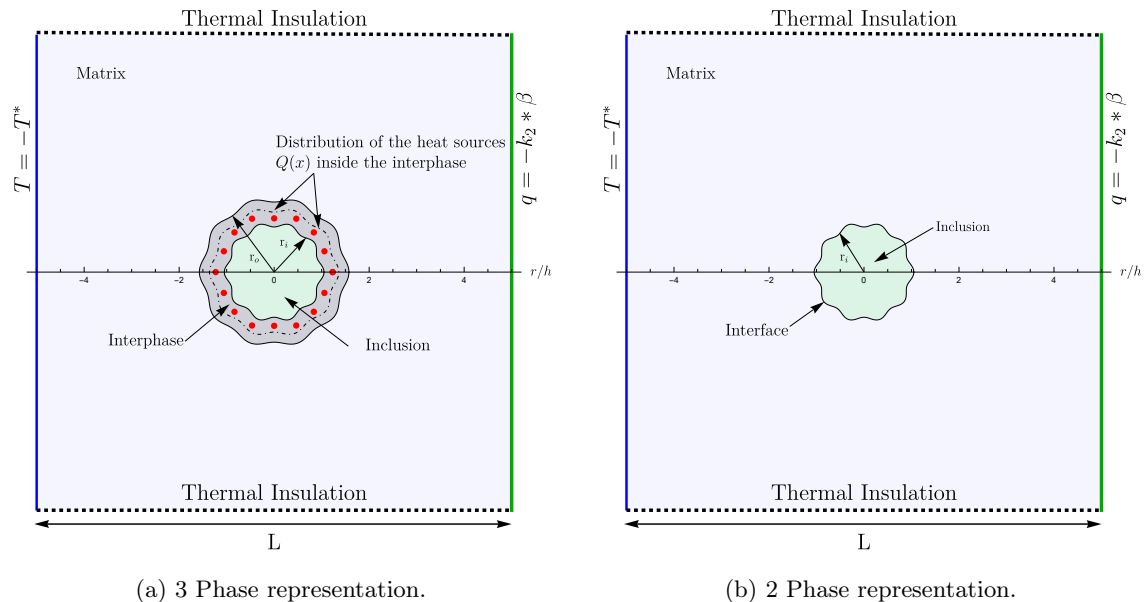 Thermal Insulation
Matrix
T = −T*
Distribution of the heat sources
Q(x) inside the interphase
q = −k₂ * β
rᵢ
rₒ
−4
−2
0
2
4
r/h
Interphase
Inclusion
Thermal Insulation
L
(a) 3 Phase representation.
Thermal Insulation
Matrix
T = −T*
q = −k₂ * β
Inclusion
rᵢ
−4
−2
0
2
4
r/h
Interface
Thermal Insulation
L
(b) 2 Phase representation.